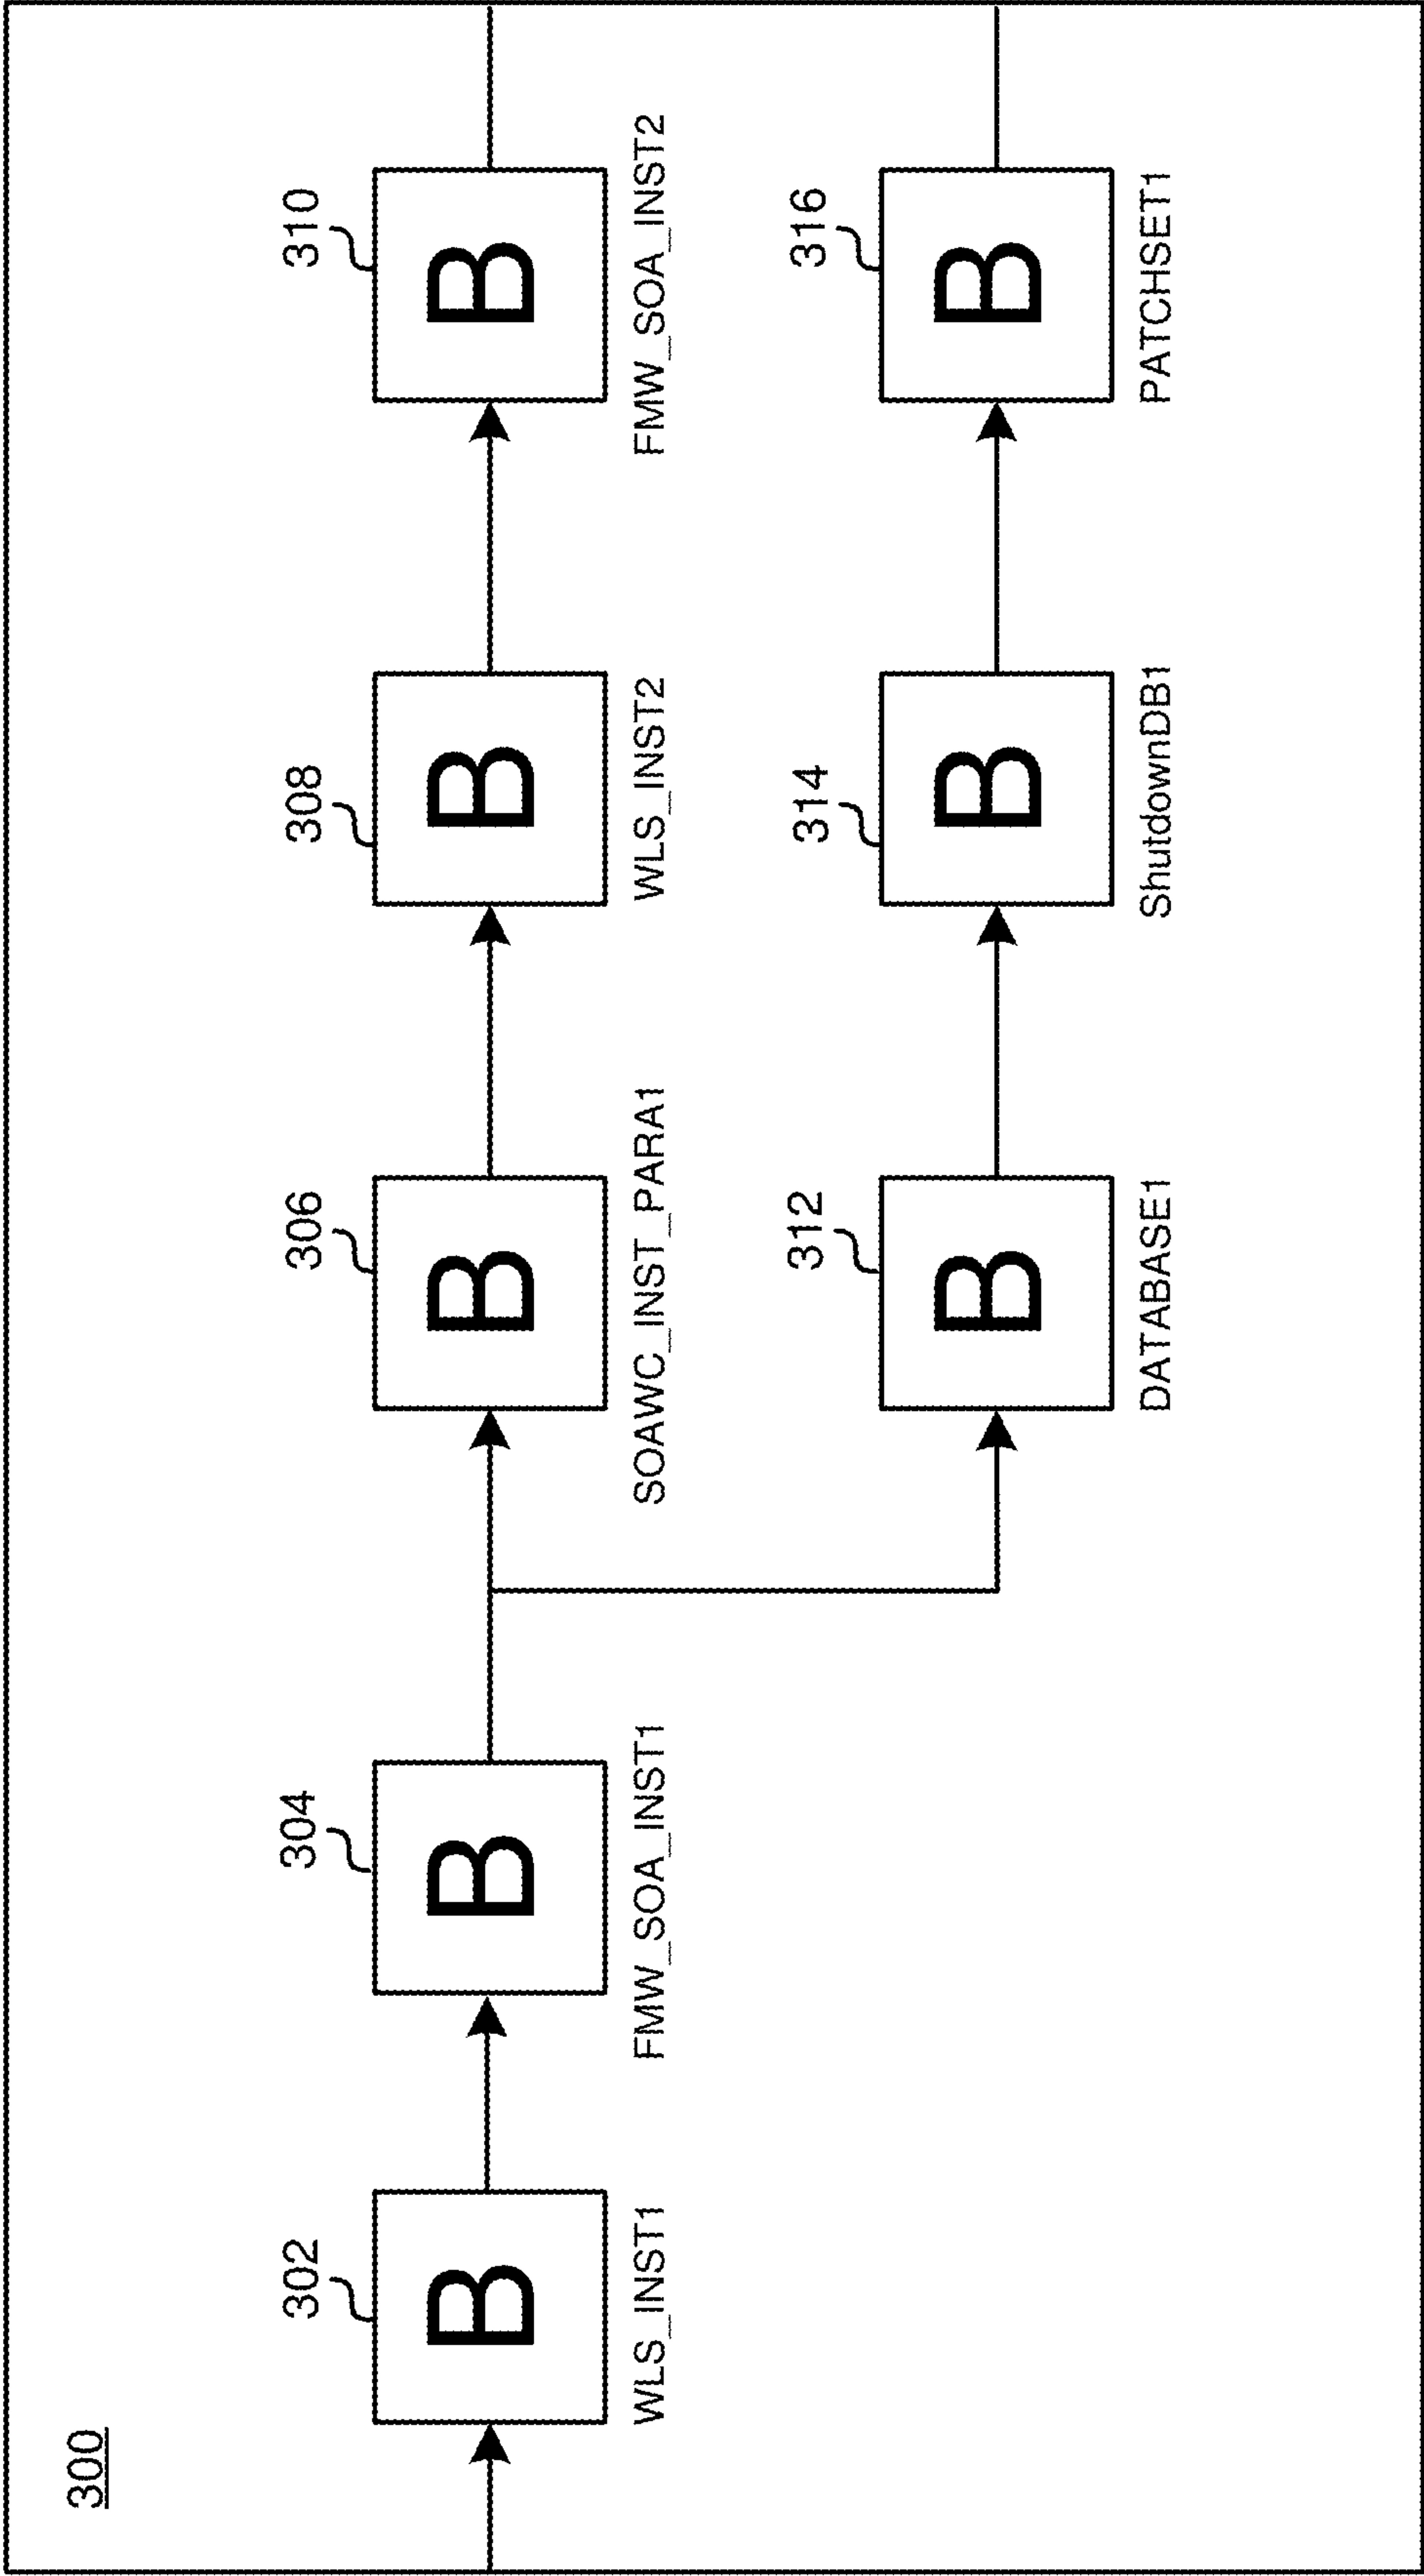 300
302
304
306
308
310
B
B
B
B
B
WLS_INST1
FMW_SOA_INST1
SOAWC_INST_PARA1
WLS_INST2
FMW_SOA_INST2
312
314
316
B
B
B
DATABASE1
ShutdownDB1
PATCHSET1